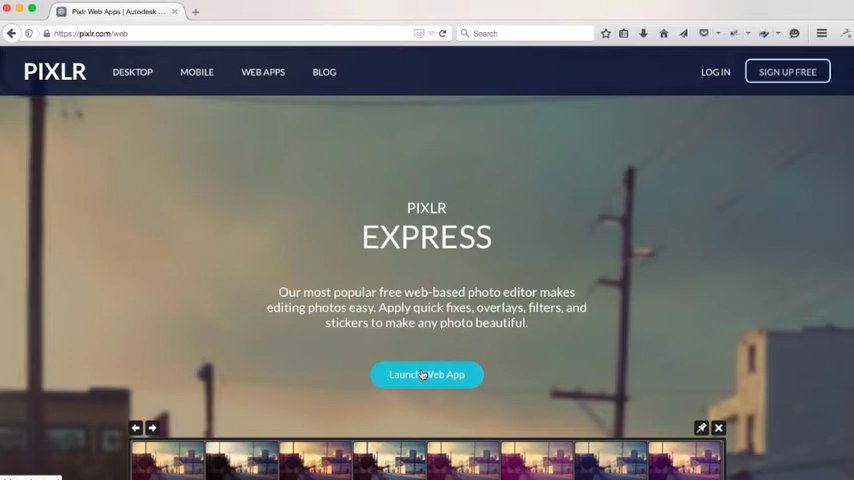 Pixlr Web Apps | Autodesk ...
https://pixlr.com/web
Search
PIXLR
DESKTOP
MOBILE
WEB APPS
BLOG
LOG IN
SIGN UP FREE
PIXLR
EXPRESS
Our most popular free web-based photo editor makes
editing photos easy. Apply quick fixes, overlays, filters, and
stickers to make any photo beautiful.
Launch Web App